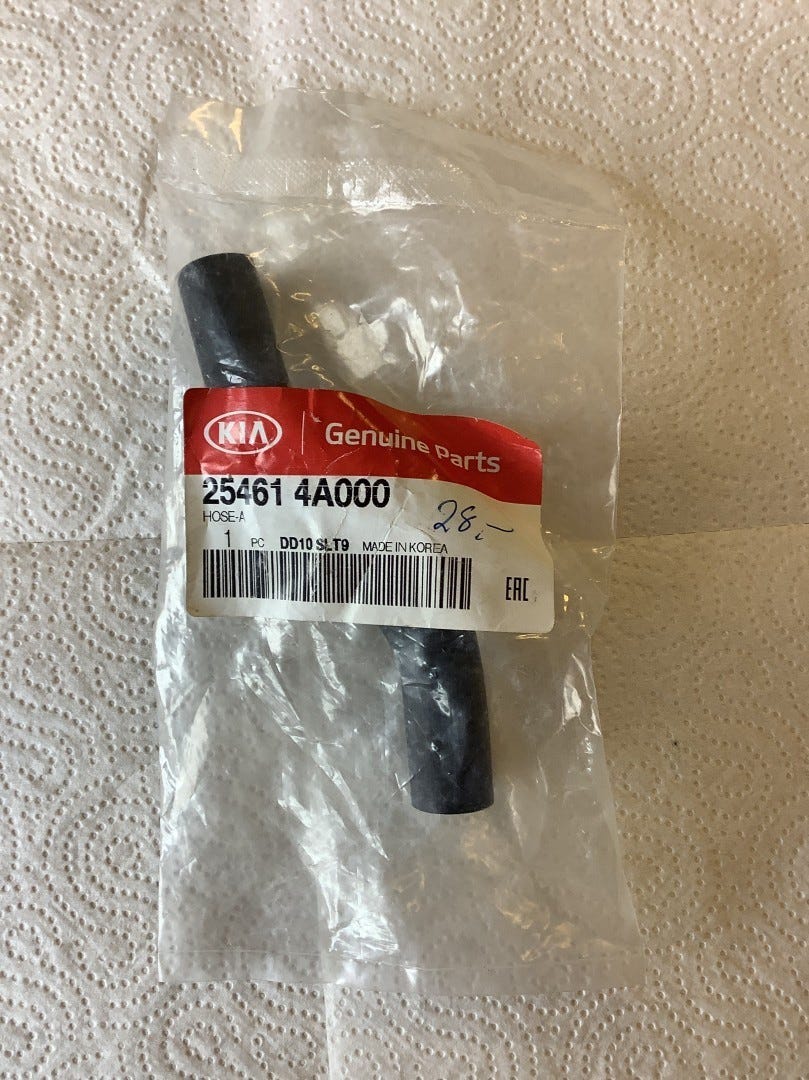 KIA Genuine Parts
25461 4A000
HOSE-A
28,-
1 PC DD10 SLT9 MADE IN KOREA
EAC